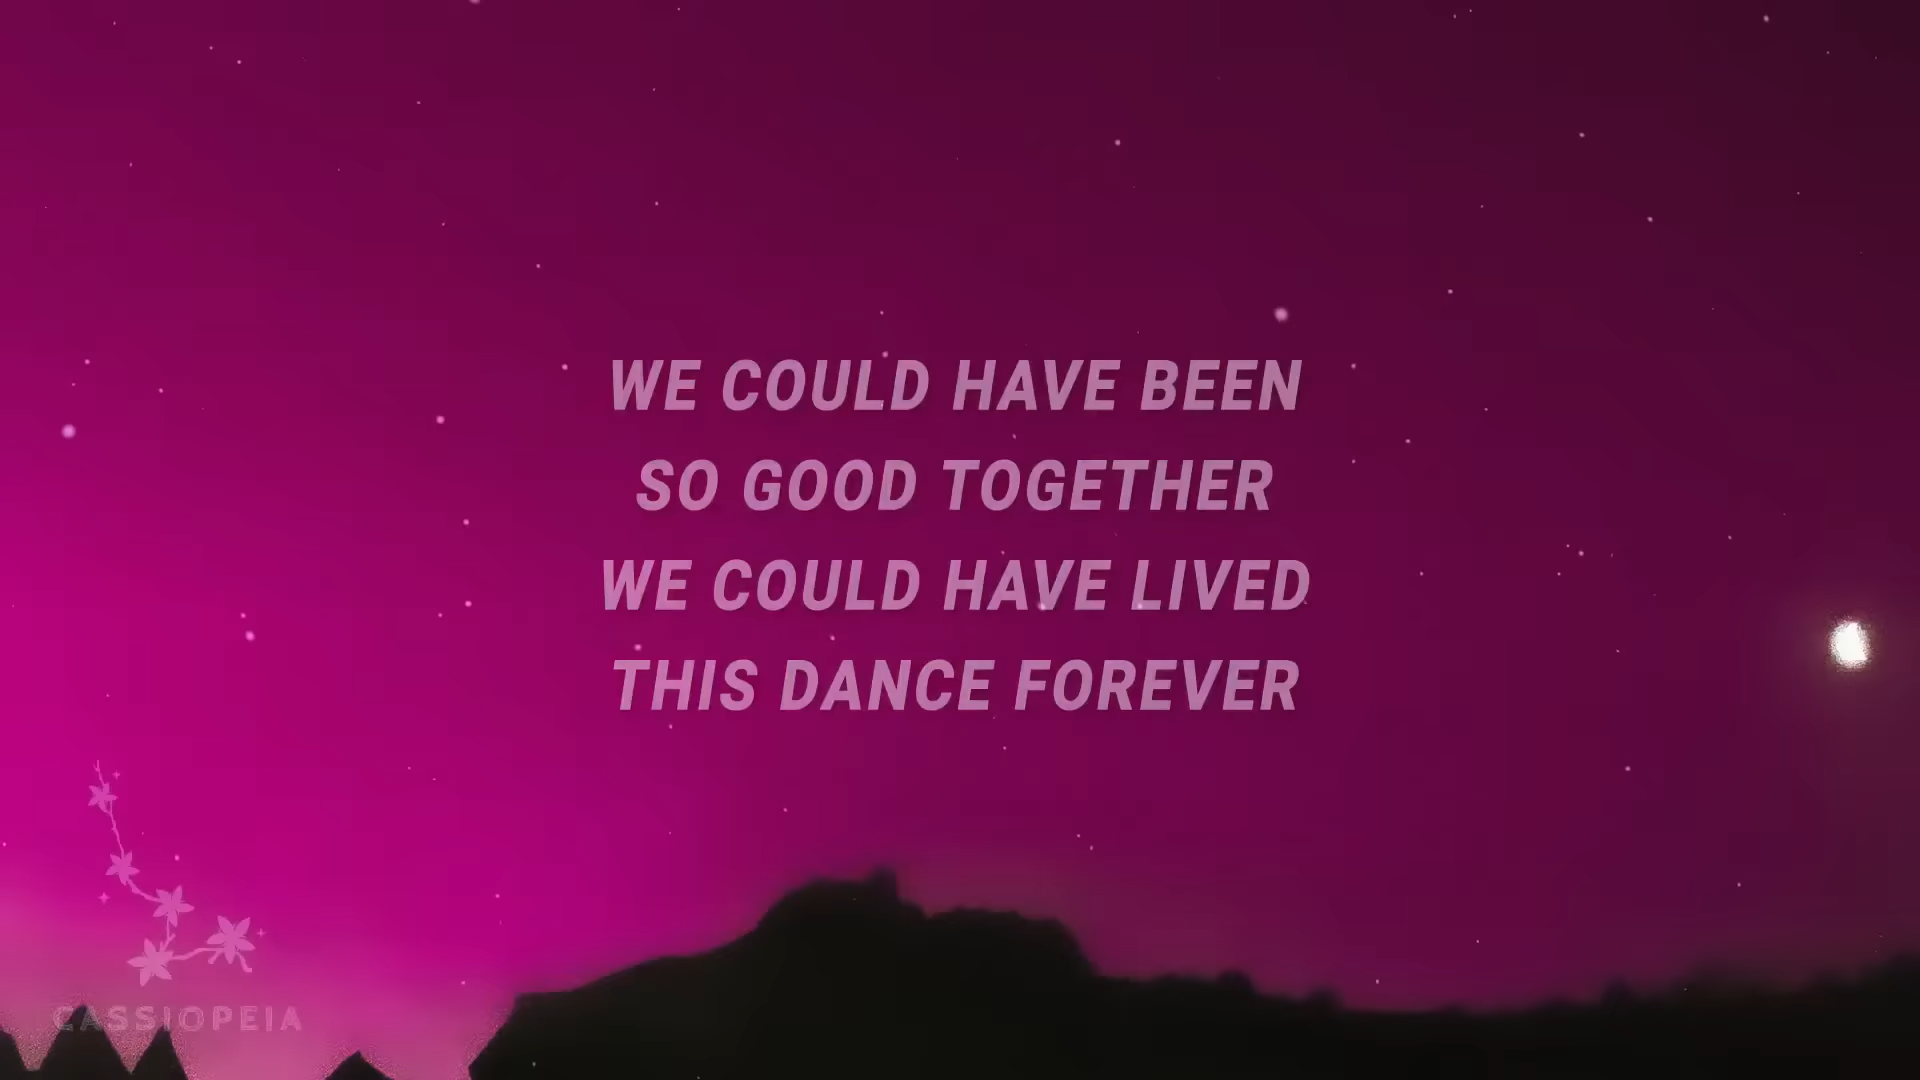 WE COULD HAVE BEEN
SO GOOD TOGETHER
WE COULD HAVE LIVED
THIS DANCE FOREVER
CASSIOPEIA